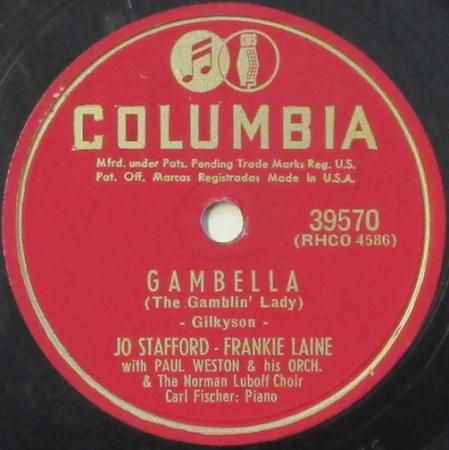 COLUMBIA
Mfrd. under Pats. Pending Trade Marks Reg. U.S.
Pat. Off. Marcas Registradas Made in U.S.A.
39570
(RHCO 4586)
GAMBELLA
(The Gamblin' Lady)
- Gilkyson -
JO STAFFORD - FRANKIE LAINE
with PAUL WESTON & his ORCH.
& The Norman Luboff Choir
Carl Fischer: Piano